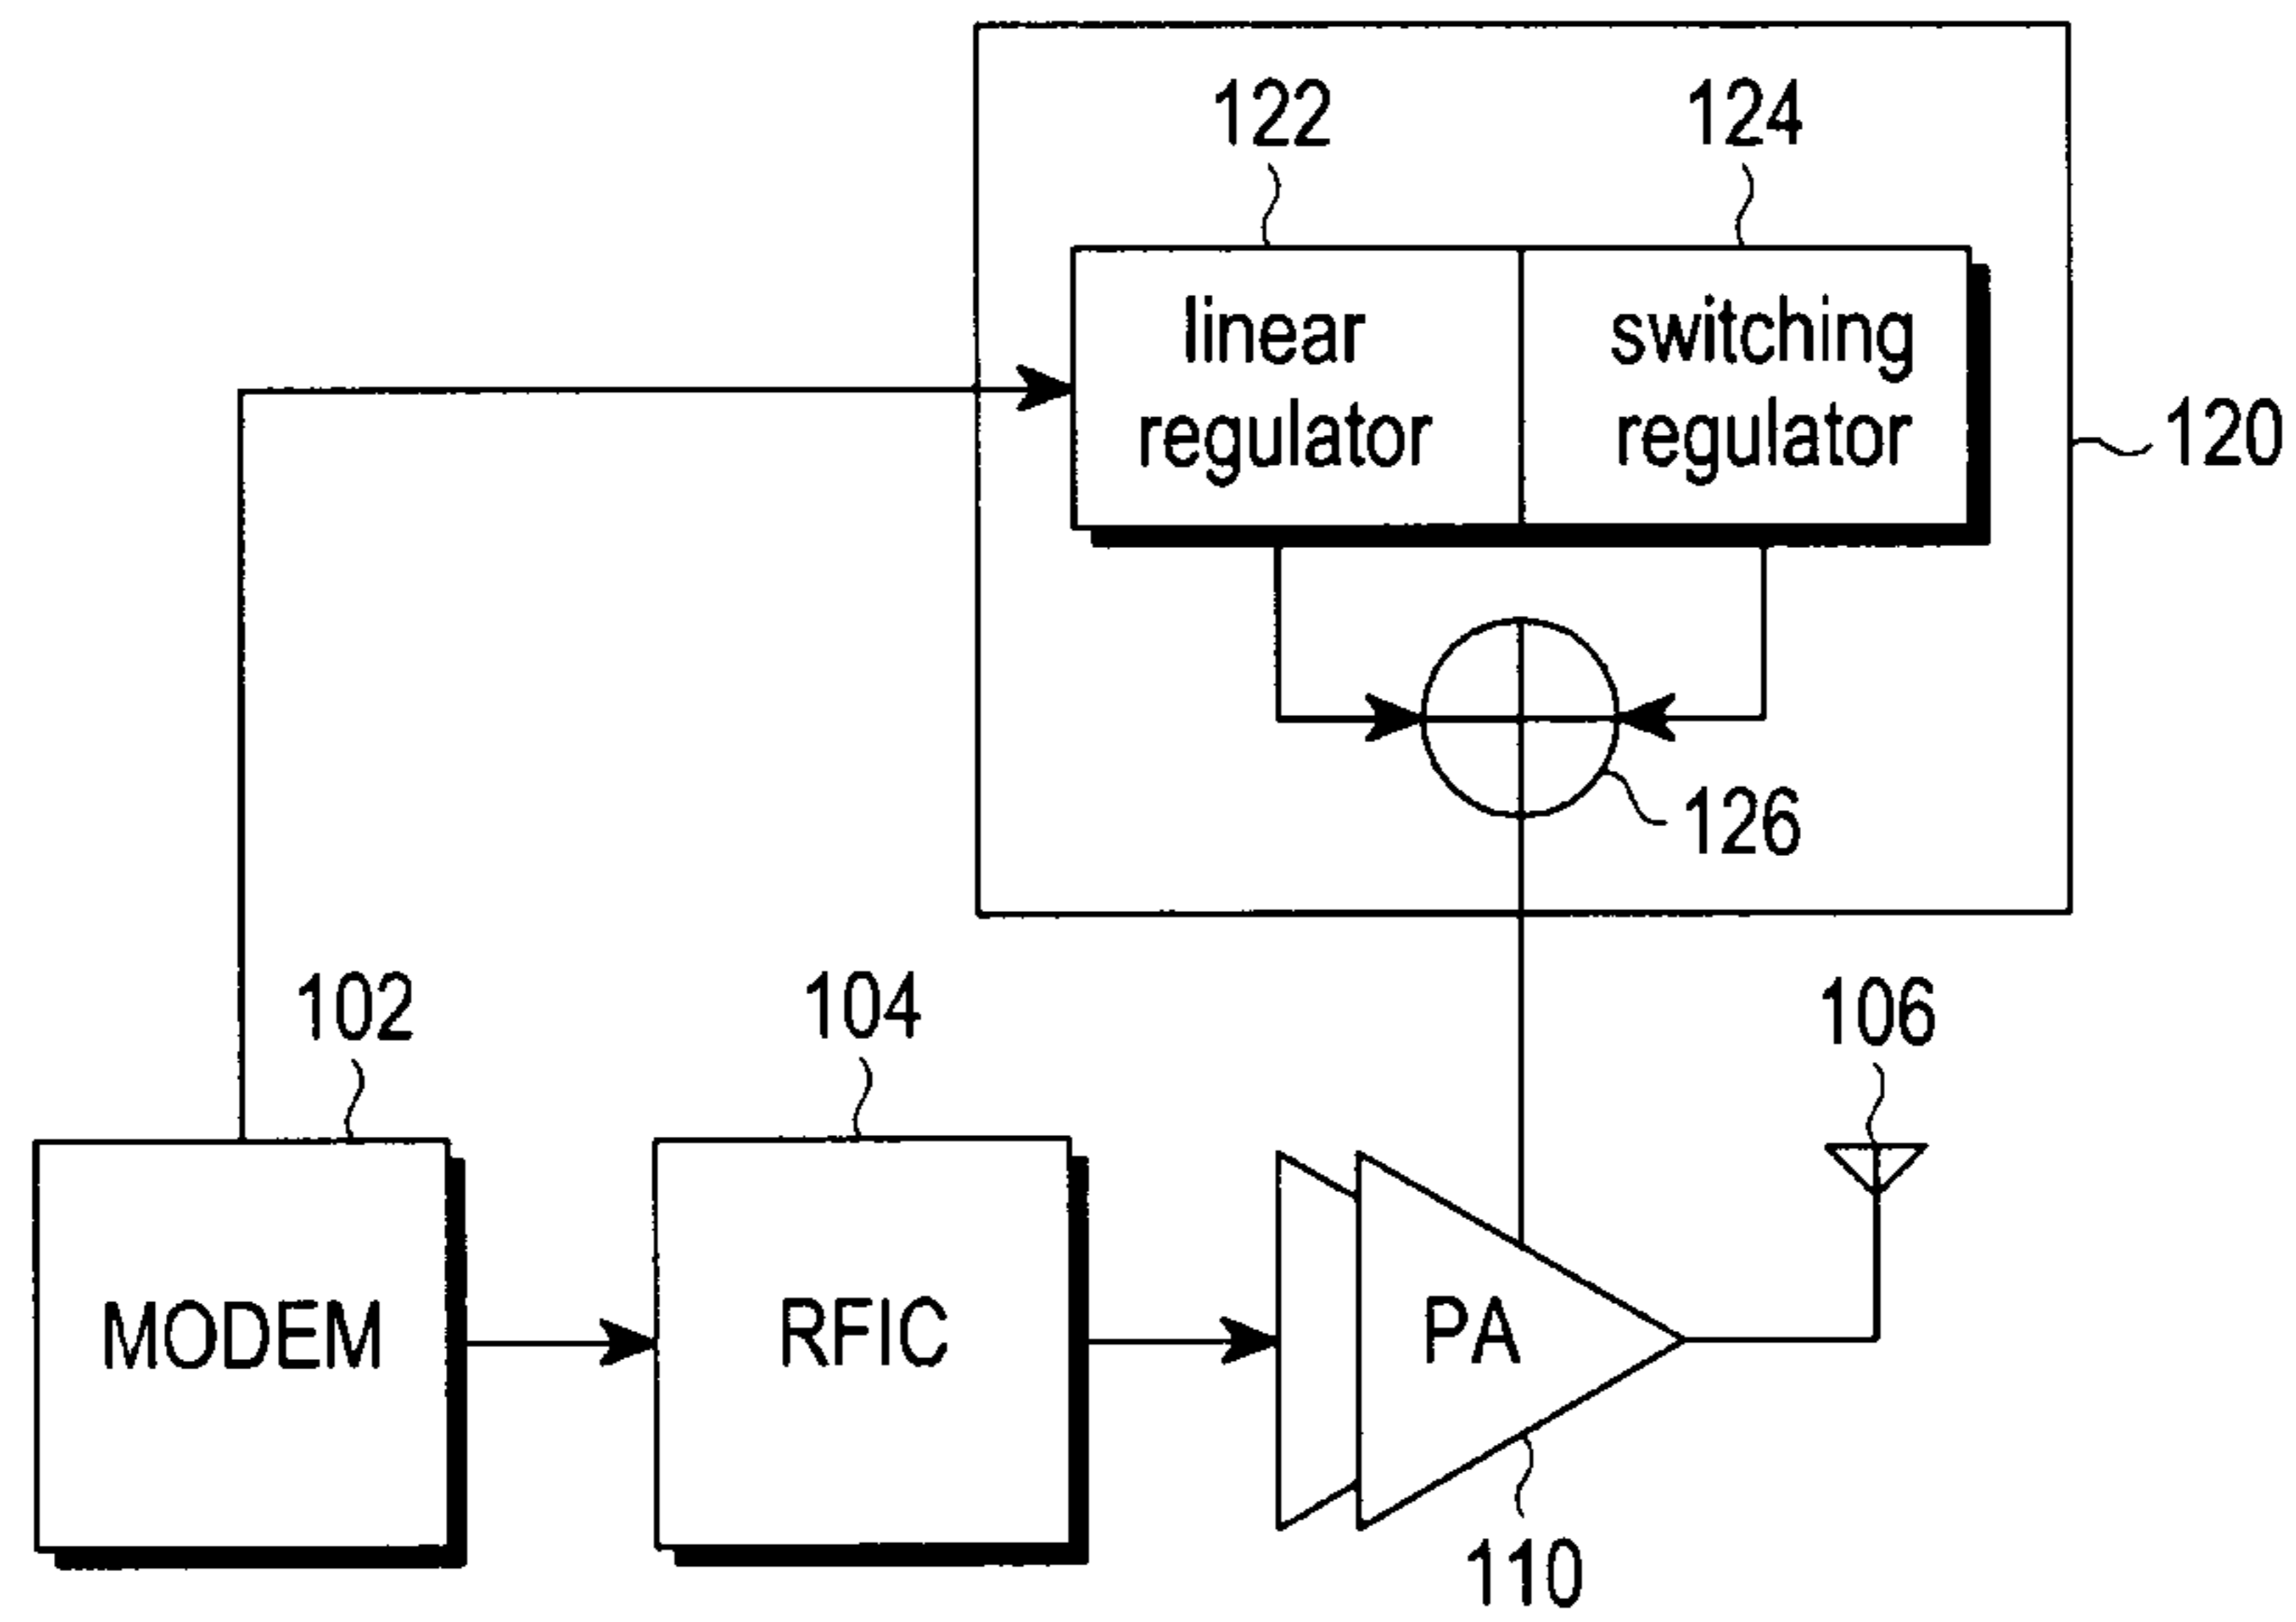 122
124
linear
regulator
switching
regulator
120
126
102
104
106
MODEM
RFIC
PA
110